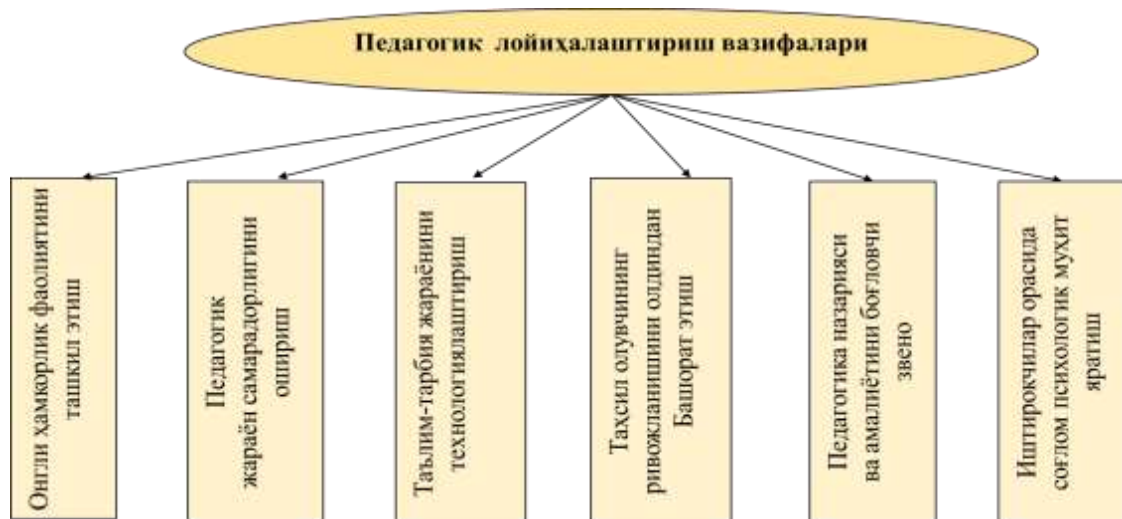 Педагогик лойиҳалаштириш вазифалари
Онгли ҳамкорлик фаолиятини
ташкил этиш
Педагогик
жараён самарадорлигини
ошириш
Таълим-тарбия жараёнини
технологиялаштириш
Таҳсил олувчининг
ривожланишини олдиндан
Башорат этиш
Педагогика назарияси
ва амалиётини боғловчи
звено
Иштирокчилар орасида
соғлом психологик муҳит
яратиш